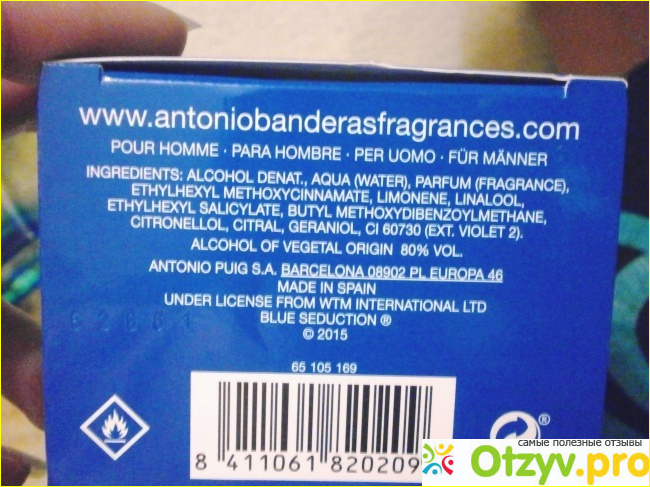 www.antoniobanderasfragrances.com
POUR HOMME · PARA HOMBRE · PER UOMO · FÜR MÄNNER
INGREDIENTS: ALCOHOL DENAT., AQUA (WATER), PARFUM (FRAGRANCE),
ETHYLHEXYL METHOXYCINNAMATE, LIMONENE, LINALOOL,
ETHYLHEXYL SALICYLATE, BUTYL METHOXYDIBENZOYLMETHANE,
CITRONELLOL, CITRAL, GERANIOL, CI 60730 (EXT. VIOLET 2).
ALCOHOL OF VEGETAL ORIGIN 80% VOL.
ANTONIO PUIG S.A. BARCELONA 08902 PL EUROPA 46
MADE IN SPAIN
UNDER LICENSE FROM WTM INTERNATIONAL LTD
BLUE SEDUCTION ®
© 2015
65 105 169
®
8 411061 820209
самые полезные отзывы
Otzyv.pro